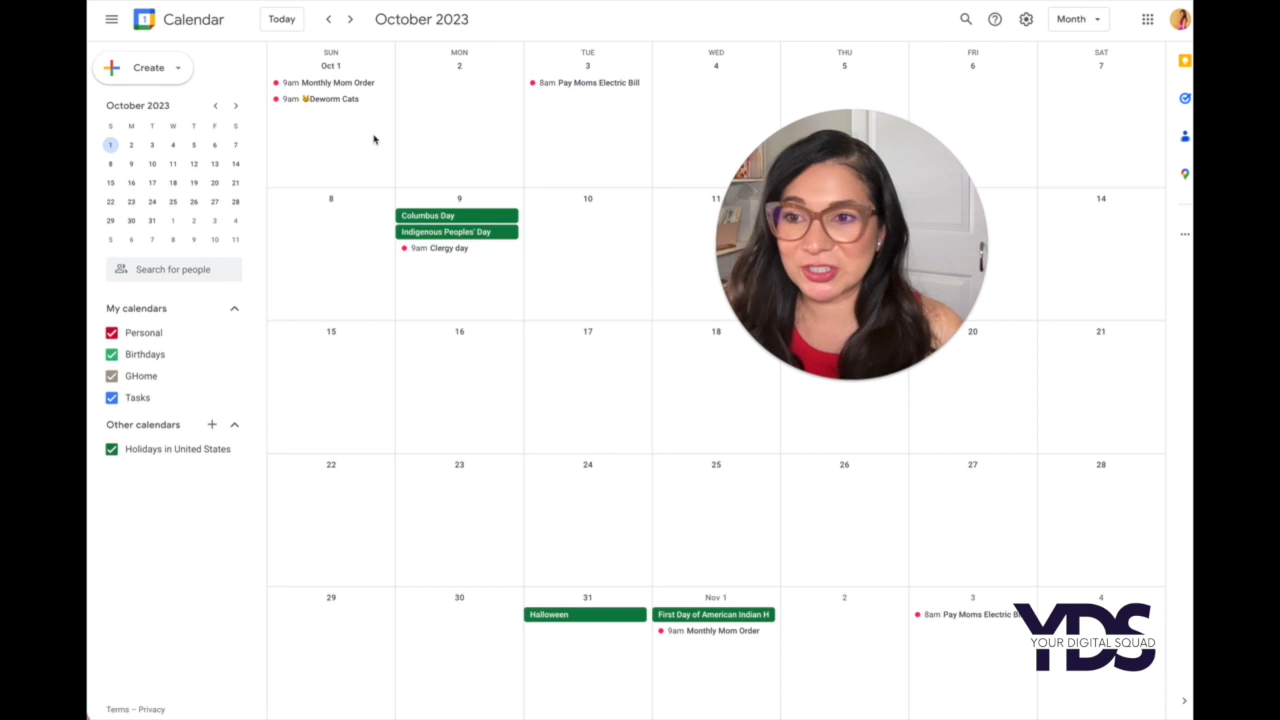 Calendar
Today
October 2023
Month
Create
October 2023
S M T W T F S
1 2 3 4 5 6 7
8 9 10 11 12 13 14
15 16 17 18 19 20 21
22 23 24 25 26 27 28
29 30 31 1 2 3 4
5 6 7 8 9 10 11
Search for people
My calendars
Personal
Birthdays
GHome
Tasks
Other calendars
Holidays in United States
Terms – Privacy
SUN MON TUE WED THU FRI SAT
Oct 1 2 3 4 5 6 7
9am Monthly Mom Order
8am Pay Moms Electric Bill
9am Deworm Cats
8 9 10 11 14
Columbus Day
Indigenous Peoples' Day
9am Clergy day
15 16 17 18 20 21
22 23 24 25 26 27 28
29 30 31 Nov 1 2 3 4
Halloween
First Day of American Indian H
8am Pay Moms Electric
9am Monthly Mom Order
YDS
YOUR DIGITAL SQUAD